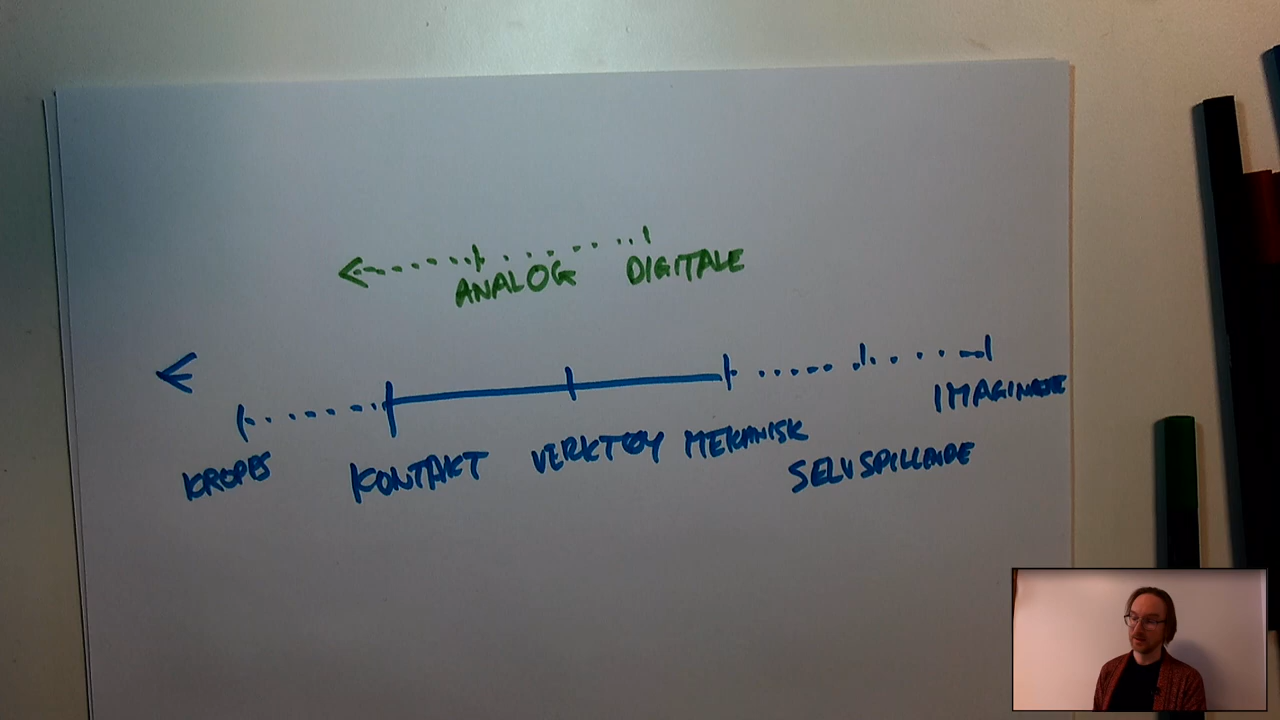 ANALOG DIGITALE
KROPPS KONTAKT VERKTØY MEKANISK SELVSPILLENDE IMAGINÆRE